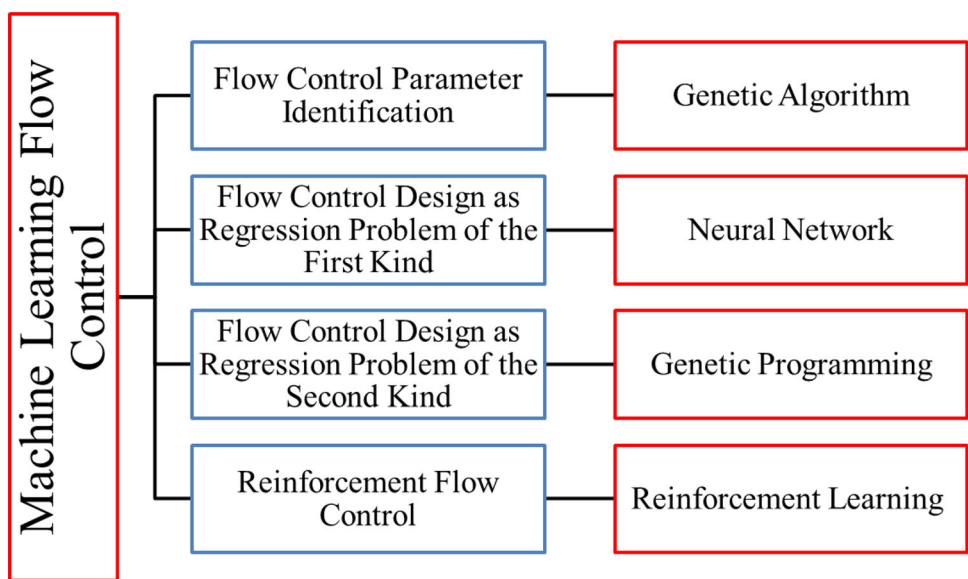 Machine Learning Flow
Control
Flow Control Parameter
Identification
Genetic Algorithm
Flow Control Design as
Regression Problem of the
First Kind
Neural Network
Flow Control Design as
Regression Problem of the
Second Kind
Genetic Programming
Reinforcement Flow
Control
Reinforcement Learning